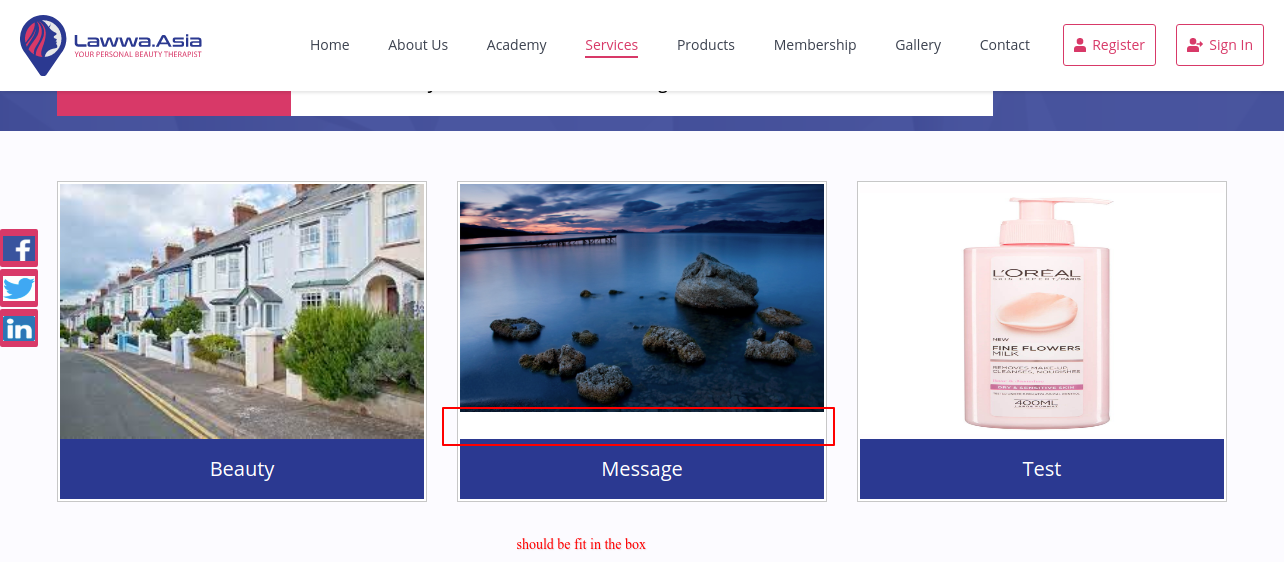 Lawwa.Asia
YOUR PERSONAL BEAUTY THERAPIST
Home About Us Academy Services Products Membership Gallery Contact Register Sign In
L'ORÉAL
SKIN EXPERT/PARIS
NEW
FINE FLOWERS
MILK
REMOVES MAKE-UP,
CLEANSES, NOURISHES
DRY & SENSITIVE SKIN
400ML
Beauty Message Test
should be fit in the box